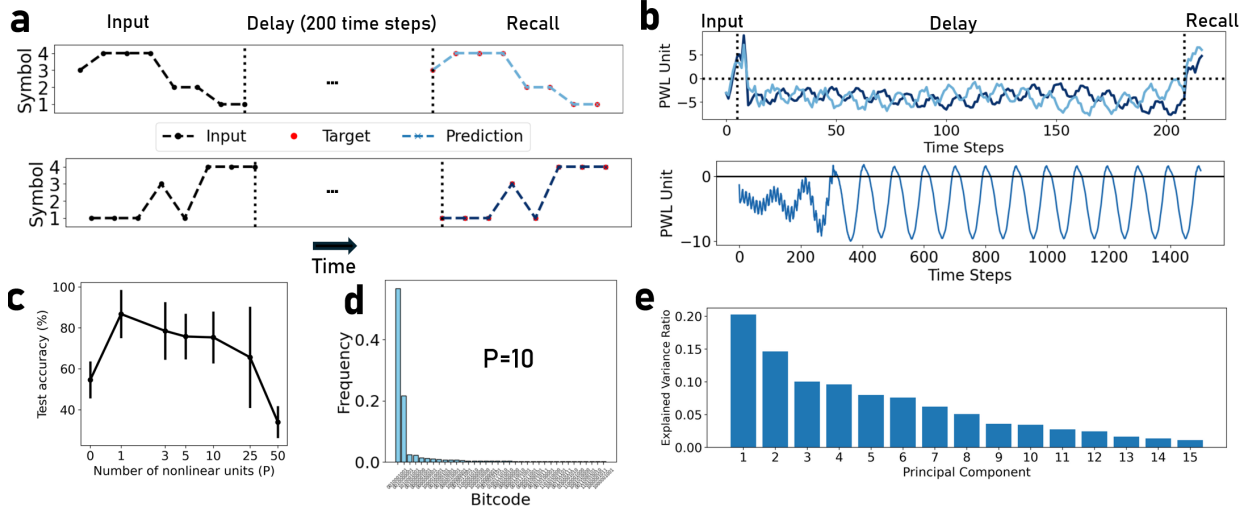 a
Input
Delay (200 time steps)
Recall
Symbol
4
3
2
1
...
Input
Target
Prediction
Symbol
4
3
2
1
...
Time
b
Input
Delay
Recall
PWL Unit
5
0
−5
0
50
100
150
200
Time Steps
PWL Unit
0
−10
0
200
400
600
800
1000
1200
1400
Time Steps
c
Test accuracy (%)
100
80
60
40
0
1
3
5
10
25
50
Number of nonlinear units (P)
d
Frequency
0.4
0.2
0.0
P=10
Bitcode
e
Explained Variance Ratio
0.20
0.15
0.10
0.05
0.00
1
2
3
4
5
6
7
8
9
10
11
12
13
14
15
Principal Component